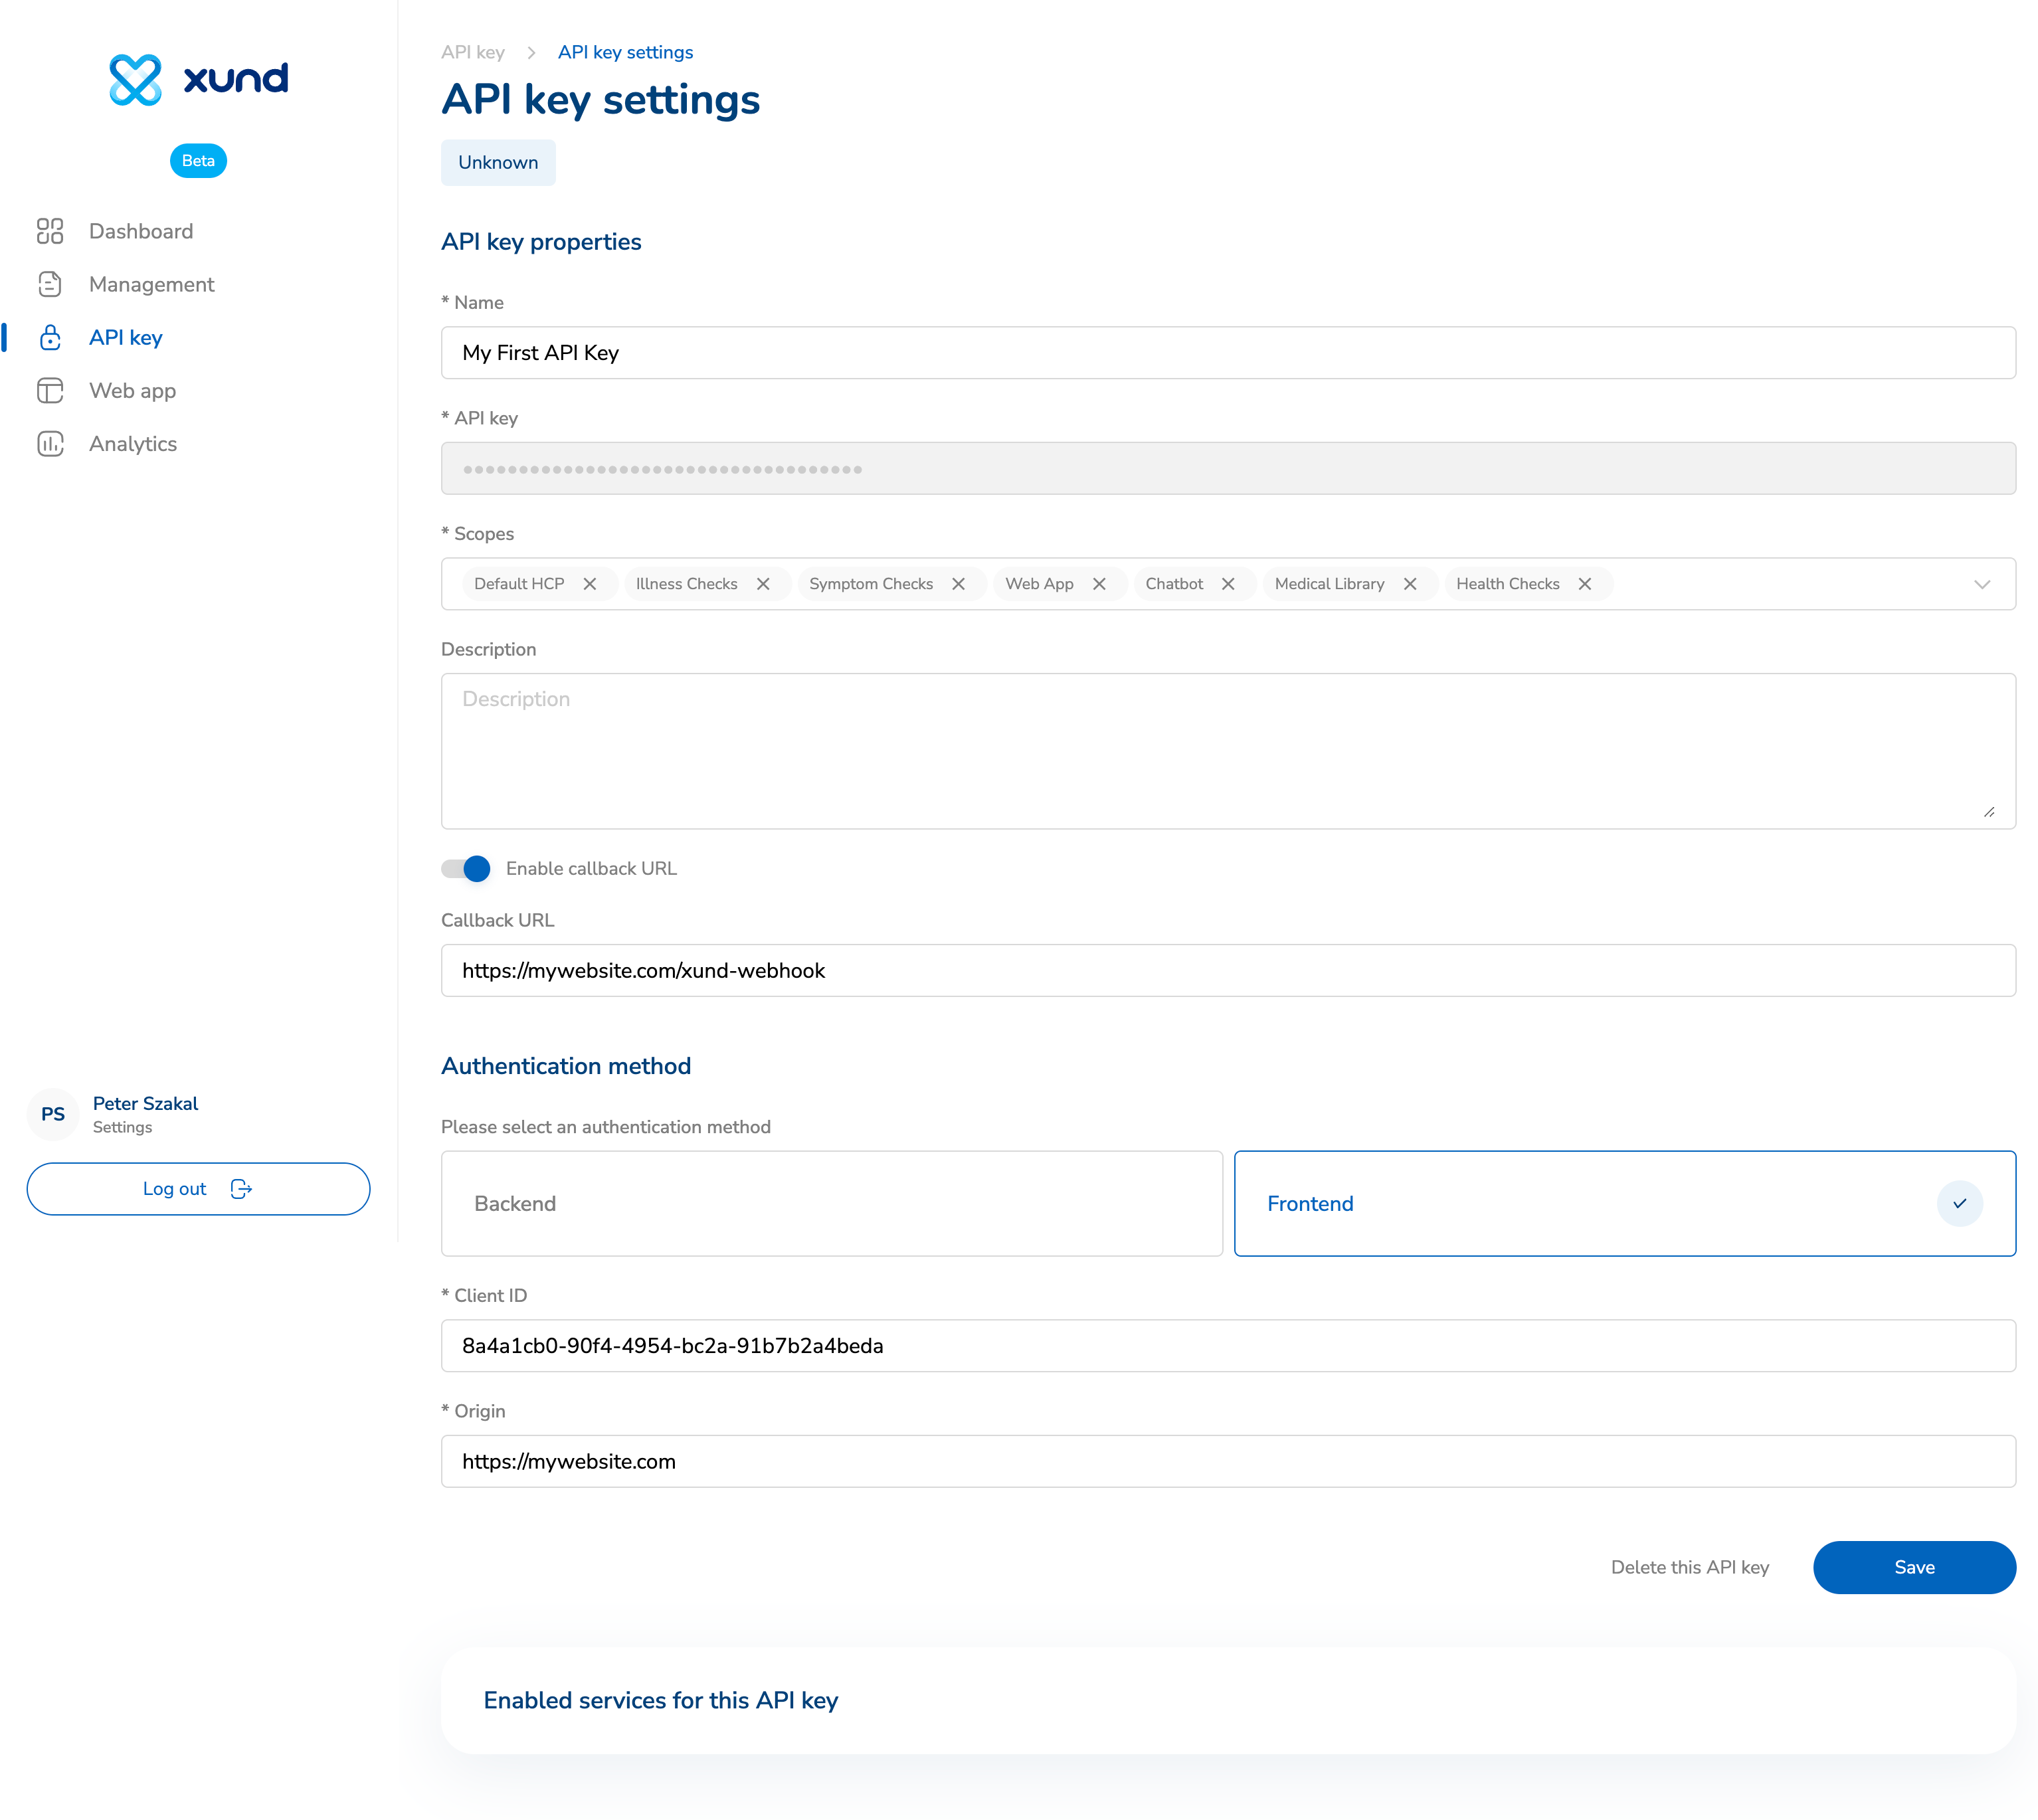 xund
Beta
Dashboard
Management
API key
Web app
Analytics
PS
Peter Szakal
Settings
Log out
API key > API key settings
API key settings
Unknown
API key properties
* Name
My First API Key
* API key
••••••••••••••••••••••••••••••••••••
* Scopes
Default HCP Illness Checks Symptom Checks Web App Chatbot Medical Library Health Checks
Description
Description
Enable callback URL
Callback URL
https://mywebsite.com/xund-webhook
Authentication method
Please select an authentication method
Backend Frontend
* Client ID
8a4a1cb0-90f4-4954-bc2a-91b7b2a4beda
* Origin
https://mywebsite.com
Delete this API key Save
Enabled services for this API key